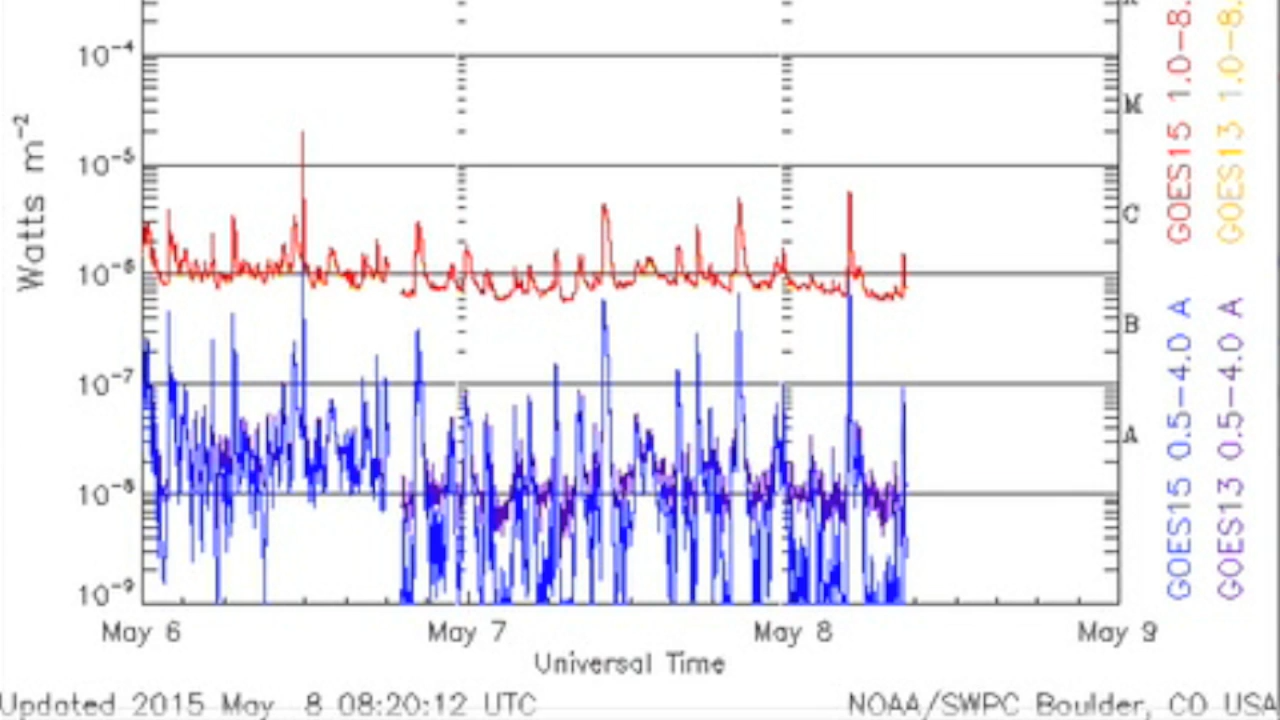 10⁻⁴
10⁻⁵
10⁻⁶
10⁻⁷
10⁻⁸
10⁻⁹
Watts m⁻²
M
C
B
A
GOES15 1.0-8.
GOES13 1.0-8.
GOES15 0.5-4.0 A
GOES13 0.5-4.0 A
May 6
May 7
May 8
May 9
Universal Time
Updated 2015 May 8 08:20:12 UTC
NOAA/SWPC Boulder, CO USA